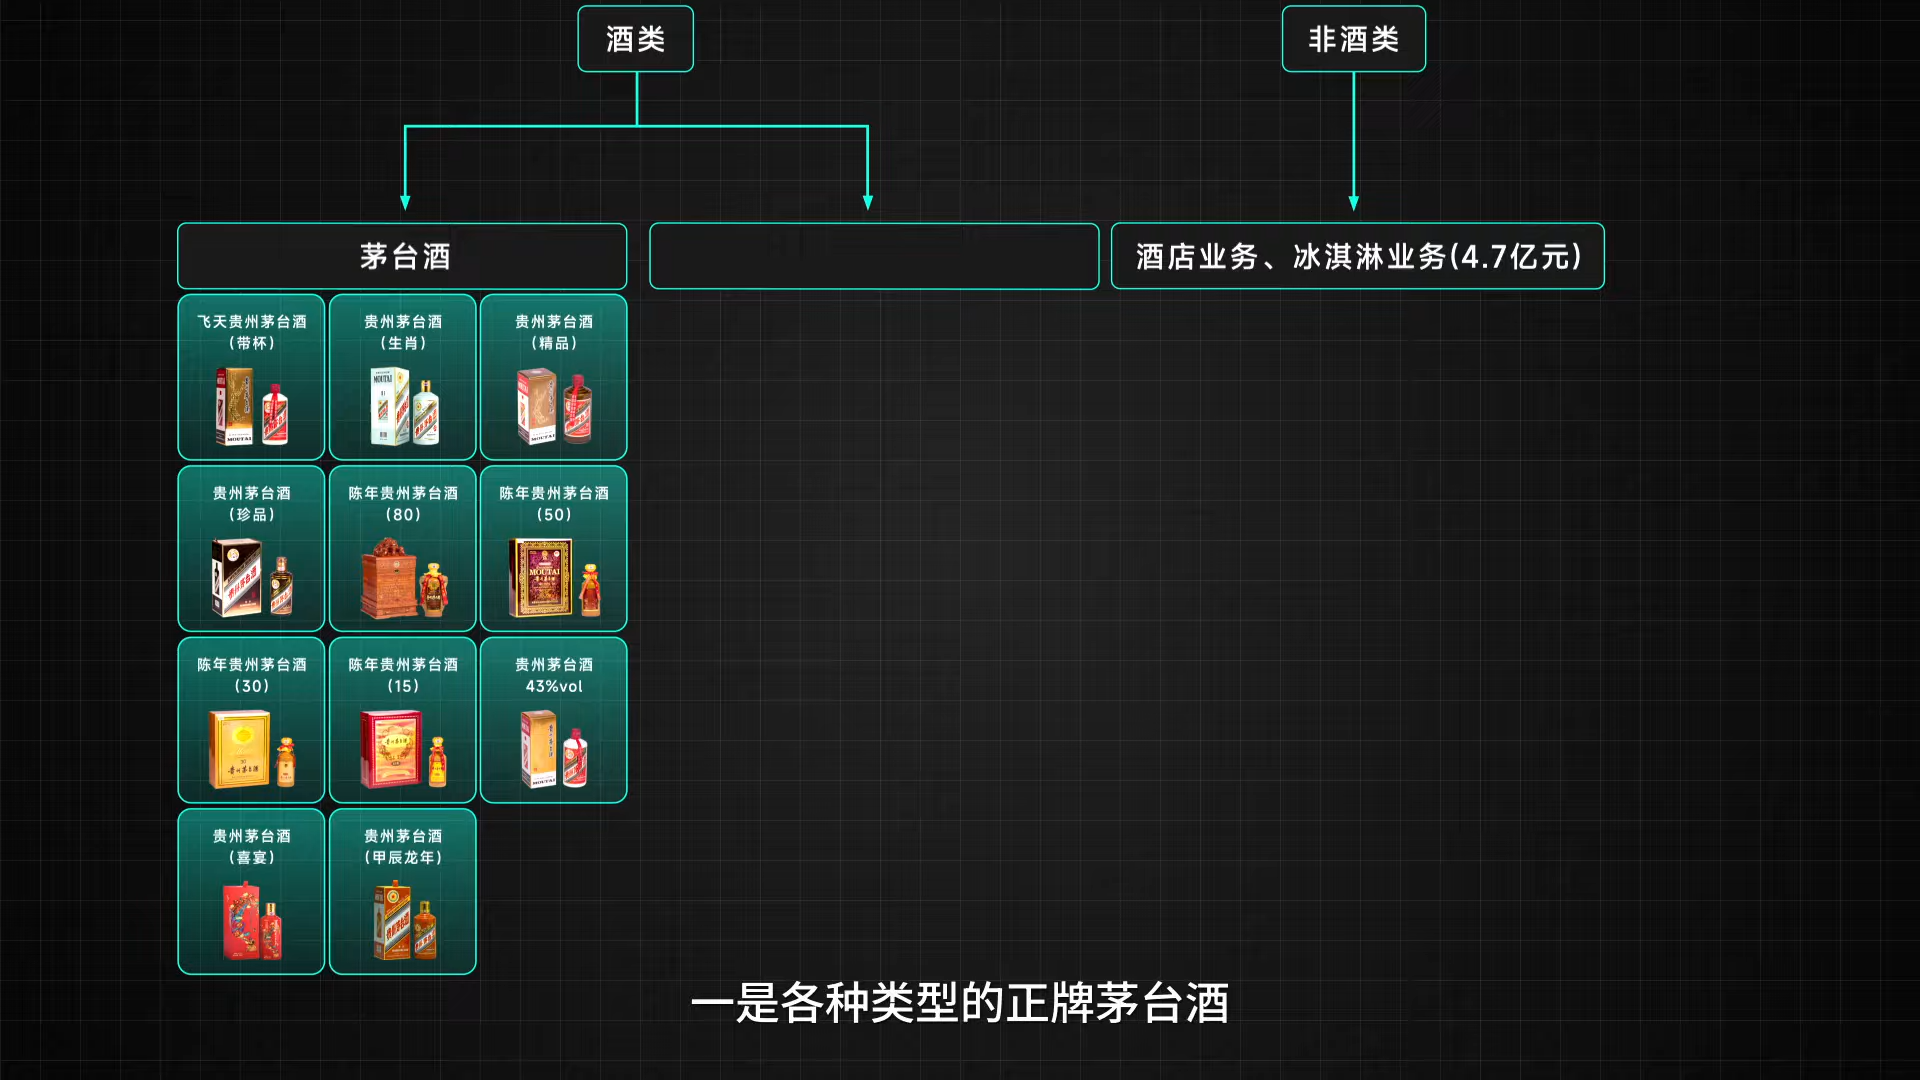 酒类
非酒类
茅台酒
酒店业务、冰淇淋业务(4.7亿元)
飞天贵州茅台酒
（带杯）
贵州茅台酒
（生肖）
贵州茅台酒
（精品）
贵州茅台酒
（珍品）
陈年贵州茅台酒
（80）
陈年贵州茅台酒
（50）
陈年贵州茅台酒
（30）
陈年贵州茅台酒
（15）
贵州茅台酒
43%vol
贵州茅台酒
（喜宴）
贵州茅台酒
（甲辰龙年）
MOUTAI
MOUTAI
MOUTAI
MOUTAI
MOUTAI
一是各种类型的正牌茅台酒